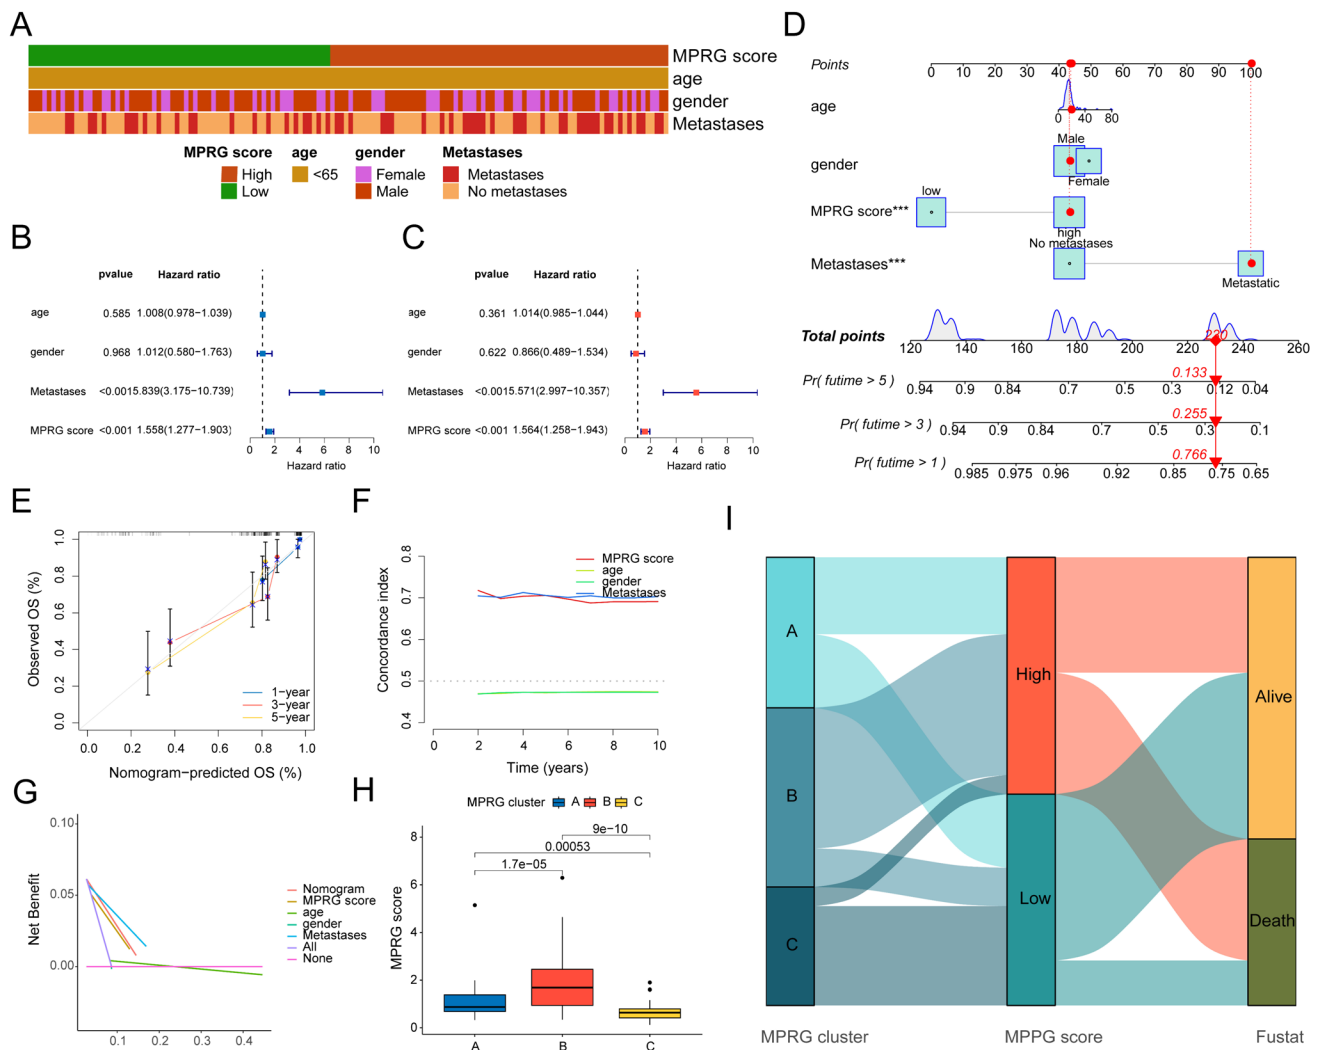 A
MPRG score
age
gender
Metastases
MPRG score
High
Low
age
<65
gender
Female
Male
Metastases
Metastases
No metastases
B
pvalue Hazard ratio
age 0.585 1.008(0.978−1.039)
gender 0.968 1.012(0.580−1.763)
Metastases <0.001 5.839(3.175−10.739)
MPRG score <0.001 1.558(1.277−1.903)
0 2 4 6 8 10
Hazard ratio
C
pvalue Hazard ratio
age 0.361 1.014(0.985−1.044)
gender 0.622 0.866(0.489−1.534)
Metastases <0.001 5.571(2.997−10.357)
MPRG score <0.001 1.564(1.258−1.943)
0 2 4 6 8 10
Hazard ratio
D
Points
0 10 20 30 40 50 60 70 80 90 100
age
0 40 80
Male
gender
Female
low
MPRG score***
high
No metastases
Metastases***
Metastatic
Total points
220
120 140 160 180 200 220 240 260
0.133
Pr( futime > 5 )
0.94 0.9 0.84 0.7 0.5 0.3 0.12 0.04
0.255
Pr( futime > 3 )
0.94 0.9 0.84 0.7 0.5 0.3 0.1
0.766
Pr( futime > 1 )
0.985 0.975 0.96 0.92 0.85 0.75 0.65
E
Observed OS (%)
1.0
0.8
0.6
0.4
0.2
0.0
1−year
3−year
5−year
0.0 0.2 0.4 0.6 0.8 1.0
Nomogram−predicted OS (%)
F
Concordance index
0.8
0.7
0.6
0.5
0.4
MPRG score
age
gender
Metastases
0 2 4 6 8 10
Time (years)
G
Net Benefit
0.10
0.05
0.00
Nomogram
MPRG score
age
gender
Metastases
All
None
0.1 0.2 0.3 0.4
H
MPRG cluster A B C
9e−10
0.00053
1.7e−05
MPRG score
8
6
4
2
0
A B C
I
A
B
C
High
Low
Alive
Death
MPRG cluster
MPPG score
Fustat